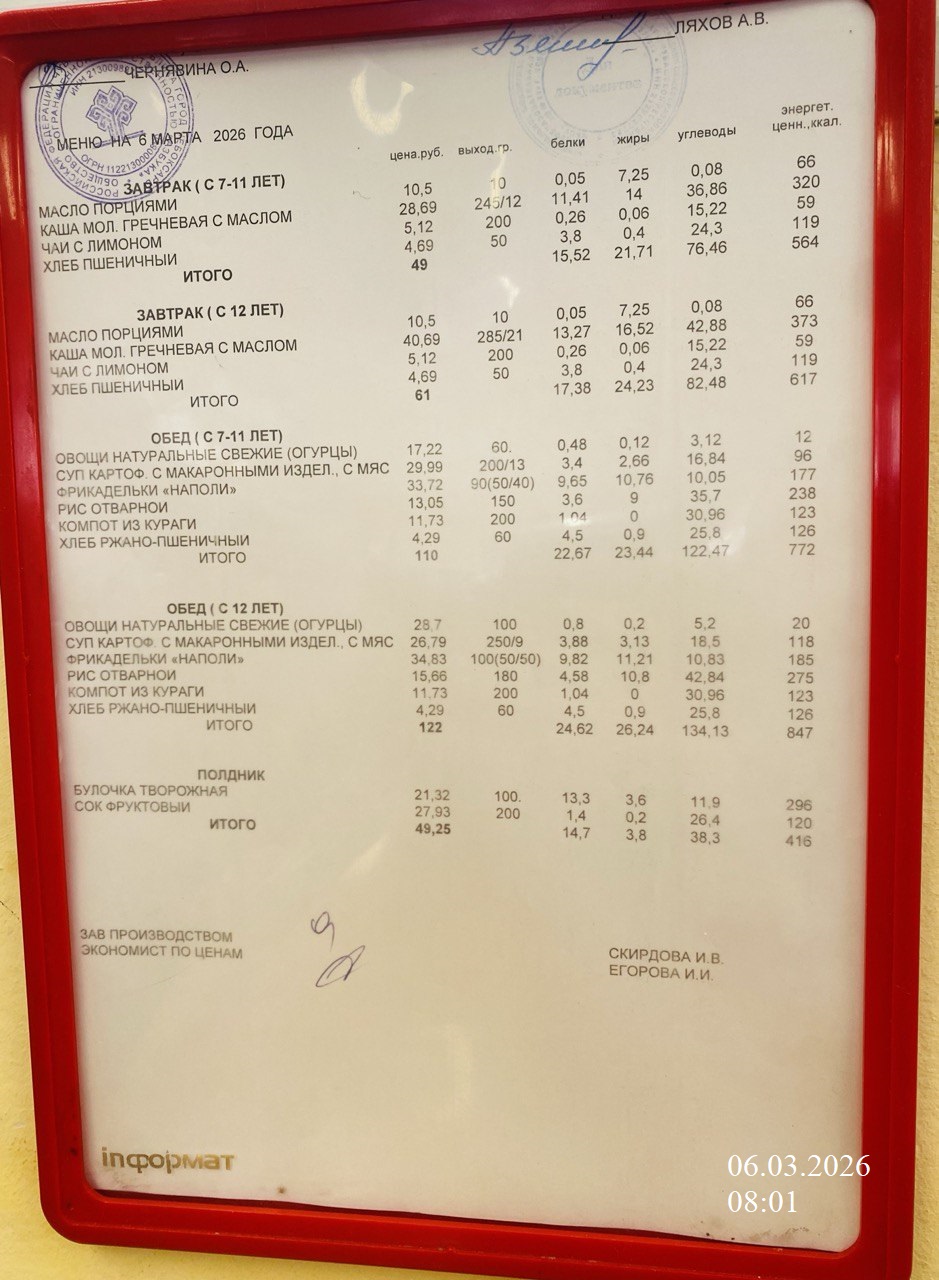 ЛЯХОВ А.В.
ЧЕРНЯВИНА О.А.
МЕНЮ НА 6 МАРТА 2026 ГОДА
цена.руб. выход.гр. белки жиры углеводы энергет. ценн.,ккал.
ЗАВТРАК ( С 7-11 ЛЕТ)
МАСЛО ПОРЦИЯМИ 10,5 10 0,05 7,25 0,08 66
КАША МОЛ. ГРЕЧНЕВАЯ С МАСЛОМ 28,69 245/12 11,41 14 36,86 320
ЧАИ С ЛИМОНОМ 5,12 200 0,26 0,06 15,22 59
ХЛЕБ ПШЕНИЧНЫИ 4,69 50 3,8 0,4 24,3 119
ИТОГО 49 15,52 21,71 76,46 564
ЗАВТРАК ( С 12 ЛЕТ)
МАСЛО ПОРЦИЯМИ 10,5 10 0,05 7,25 0,08 66
КАША МОЛ. ГРЕЧНЕВАЯ С МАСЛОМ 40,69 285/21 13,27 16,52 42,88 373
ЧАИ С ЛИМОНОМ 5,12 200 0,26 0,06 15,22 59
ХЛЕБ ПШЕНИЧНЫИ 4,69 50 3,8 0,4 24,3 119
ИТОГО 61 17,38 24,23 82,48 617
ОБЕД ( С 7-11 ЛЕТ)
ОВОЩИ НАТУРАЛЬНЫЕ СВЕЖИЕ (ОГУРЦЫ) 17,22 60. 0,48 0,12 3,12 12
СУП КАРТОФ. С МАКАРОННЫМИ ИЗДЕЛ., С МЯС 29,99 200/13 3,4 2,66 16,84 96
ФРИКАДЕЛЬКИ «НАПОЛИ» 33,72 90(50/40) 9,65 10,76 10,05 177
РИС ОТВАРНОИ 13,05 150 3,6 9 35,7 238
КОМПОТ ИЗ КУРАГИ 11,73 200 1,04 0 30,96 123
ХЛЕБ РЖАНО-ПШЕНИЧНЫИ 4,29 60 4,5 0,9 25,8 126
ИТОГО 110 22,67 23,44 122,47 772
ОБЕД ( С 12 ЛЕТ)
ОВОЩИ НАТУРАЛЬНЫЕ СВЕЖИЕ (ОГУРЦЫ) 28,7 100 0,8 0,2 5,2 20
СУП КАРТОФ. С МАКАРОННЫМИ ИЗДЕЛ., С МЯС 26,79 250/9 3,88 3,13 18,5 118
ФРИКАДЕЛЬКИ «НАПОЛИ» 34,83 100(50/50) 9,82 11,21 10,83 185
РИС ОТВАРНОИ 15,66 180 4,58 10,8 42,84 275
КОМПОТ ИЗ КУРАГИ 11,73 200 1,04 0 30,96 123
ХЛЕБ РЖАНО-ПШЕНИЧНЫИ 4,29 60 4,5 0,9 25,8 126
ИТОГО 122 24,62 26,24 134,13 847
ПОЛДНИК
БУЛОЧКА ТВОРОЖНАЯ 21,32 100. 13,3 3,6 11,9 296
СОК ФРУКТОВЫИ 27,93 200 1,4 0,2 26,4 120
ИТОГО 49,25 14,7 3,8 38,3 416
ЗАВ ПРОИЗВОДСТВОМ СКИРДОВА И.В.
ЭКОНОМИСТ ПО ЦЕНАМ ЕГОРОВА И.И.
inформат
06.03.2026
08:01